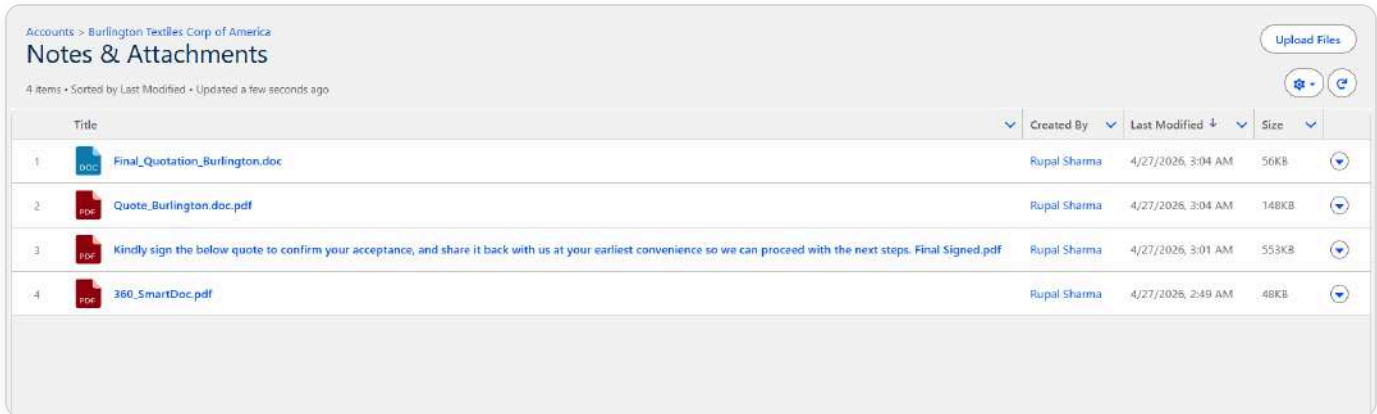 Accounts > Burlington Textiles Corp of America
Notes & Attachments
Upload Files
4 items • Sorted by Last Modified • Updated a few seconds ago
Title Created By Last Modified Size
1 DOC Final_Quotation_Burlington.doc Rupal Sharma 4/27/2026, 3:04 AM 56KB
2 PDF Quote_Burlington.doc.pdf Rupal Sharma 4/27/2026, 3:04 AM 148KB
3 PDF Kindly sign the below quote to confirm your acceptance, and share it back with us at your earliest convenience so we can proceed with the next steps. Final Signed.pdf Rupal Sharma 4/27/2026, 3:01 AM 553KB
4 PDF 360_SmartDoc.pdf Rupal Sharma 4/27/2026, 2:49 AM 48KB